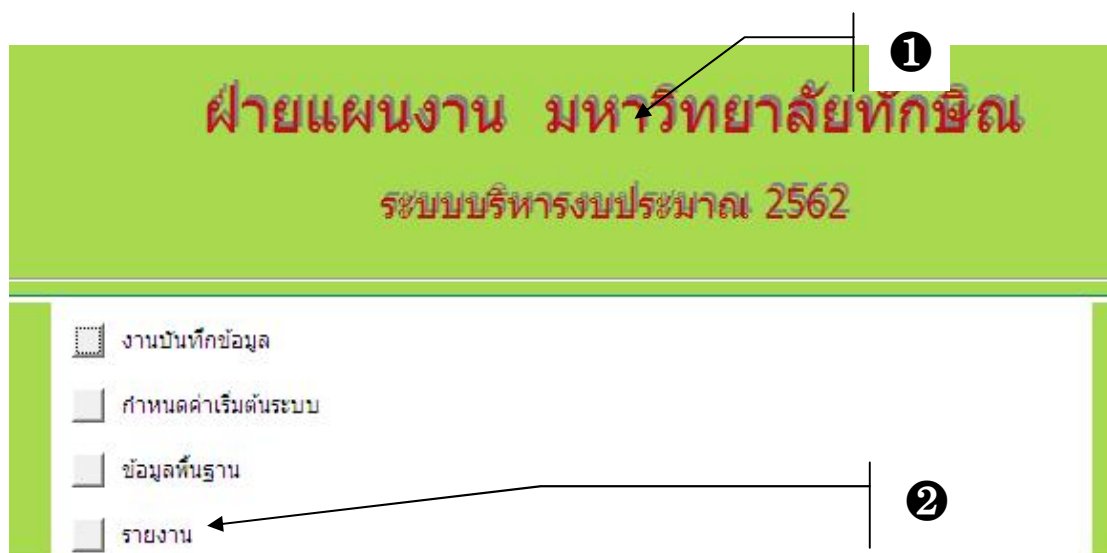 ❶
ฝ่ายแผนงาน มหาวิทยาลัยทักษิณ
ระบบบริหารงบประมาณ 2562
งานบันทึกข้อมูล
กำหนดค่าเริ่มต้นระบบ
ข้อมูลพื้นฐาน
❷
รายงาน